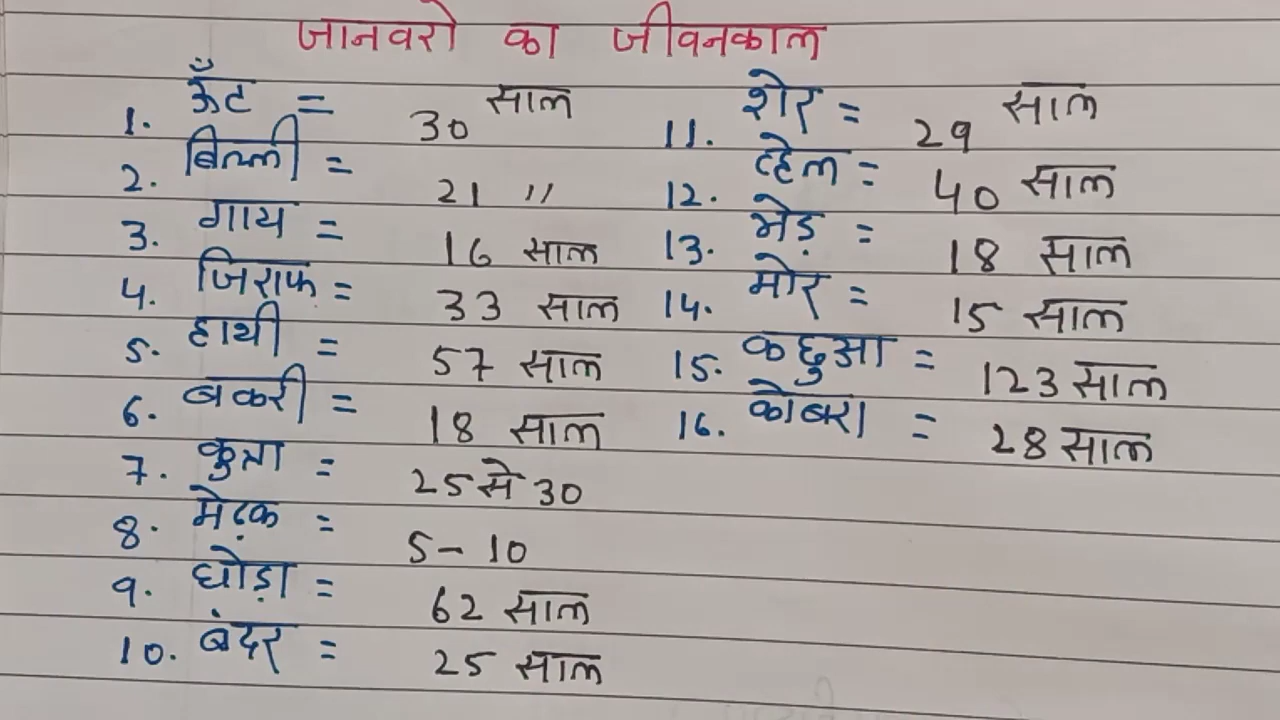 जानवरो का जीवनकाल
1. ऊँट = 30 साल
2. बिल्ली = 21 "
3. गाय = 16 साल
4. जिराफ = 33 साल
5. हाथी = 57 साल
6. बकरी = 18 साल
7. कुत्ता = 25 से 30
8. मेढ़क = 5 - 10
9. घोड़ा = 62 साल
10. बंदर = 25 साल
11. शेर = 29 साल
12. व्हेल = 40 साल
13. भेड़ = 18 साल
14. मोर = 15 साल
15. कछुआ = 123 साल
16. कोबरा = 28 साल